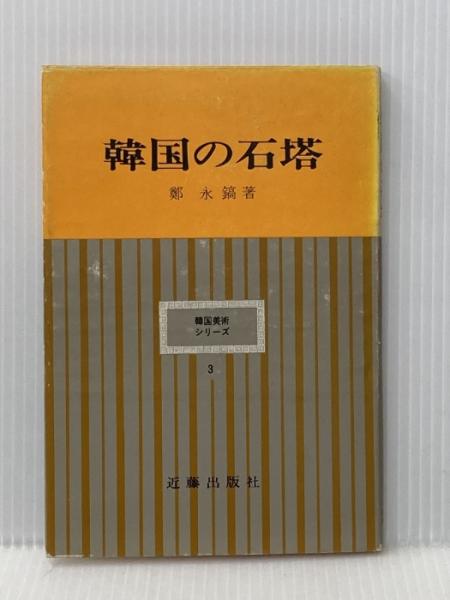 韓国の石塔
鄭 永鎬著
韓国美術
シリーズ
3
近藤出版社